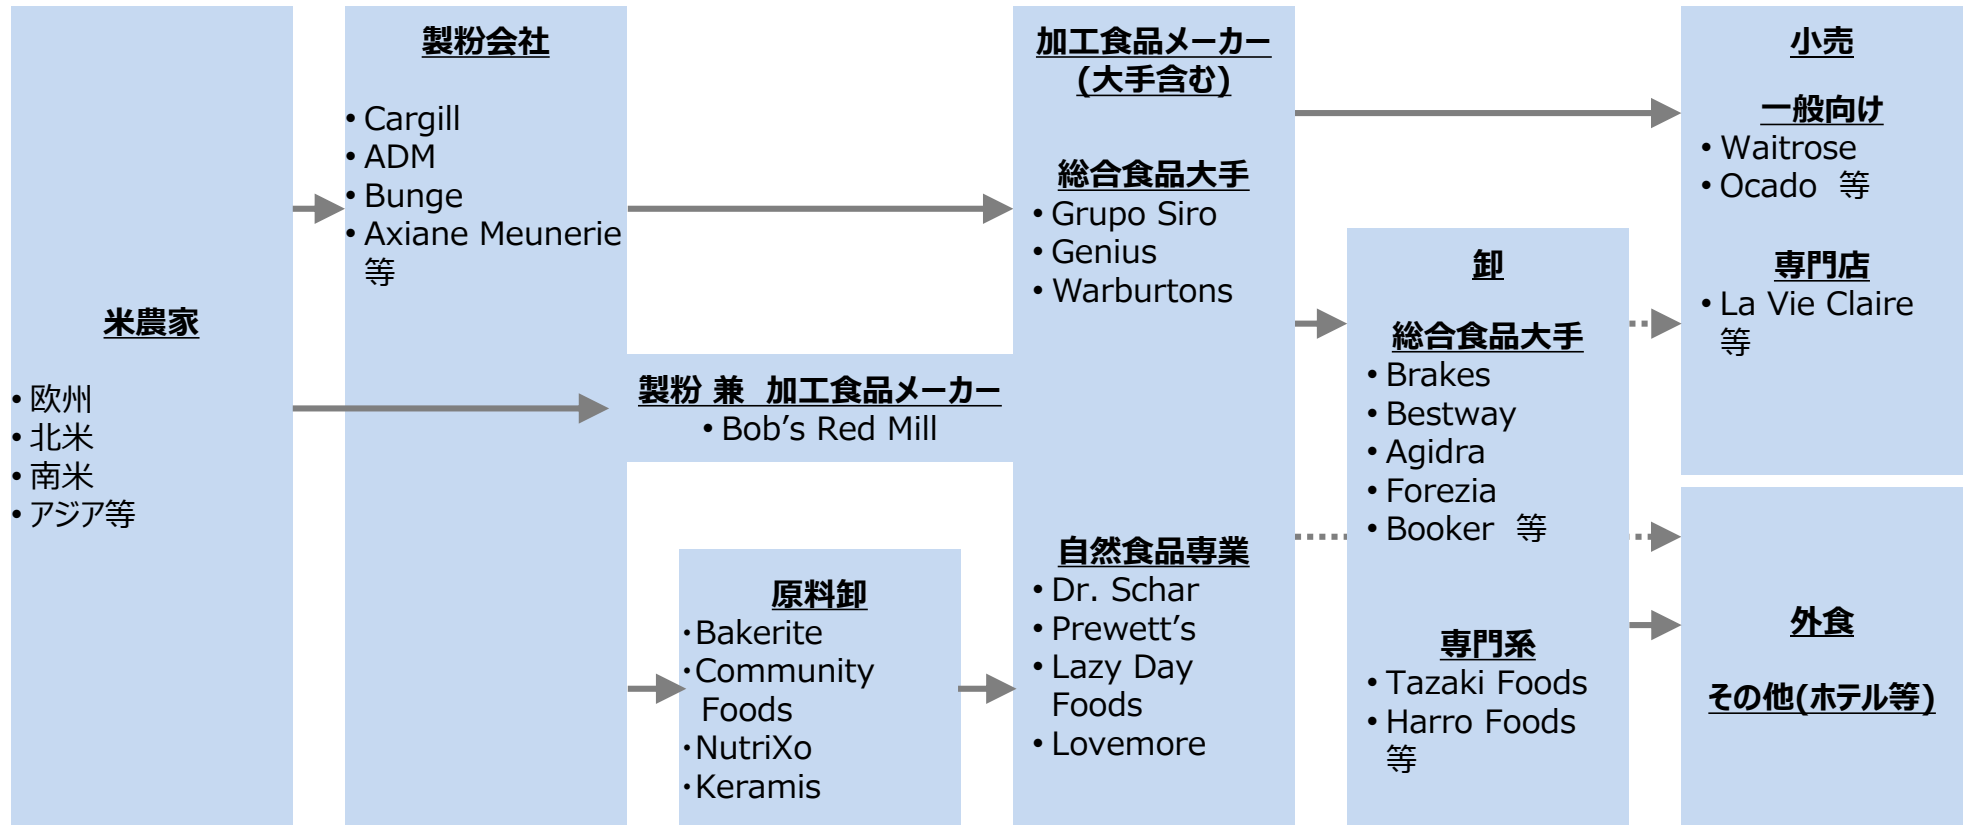 米農家
• 欧州
• 北米
• 南米
• アジア等
製粉会社
• Cargill
• ADM
• Bunge
• Axiane Meunerie
等
製粉 兼 加工食品メーカー
• Bob’s Red Mill
原料卸
・Bakerite
・Community
Foods
・NutriXo
・Keramis
加工食品メーカー
(大手含む)
総合食品大手
• Grupo Siro
• Genius
• Warburtons
自然食品専業
• Dr. Schar
• Prewett’s
• Lazy Day
Foods
• Lovemore
卸
総合食品大手
• Brakes
• Bestway
• Agidra
• Forezia
• Booker 等
専門系
• Tazaki Foods
• Harro Foods
等
小売
一般向け
• Waitrose
• Ocado 等
専門店
• La Vie Claire
等
外食
その他(ホテル等)